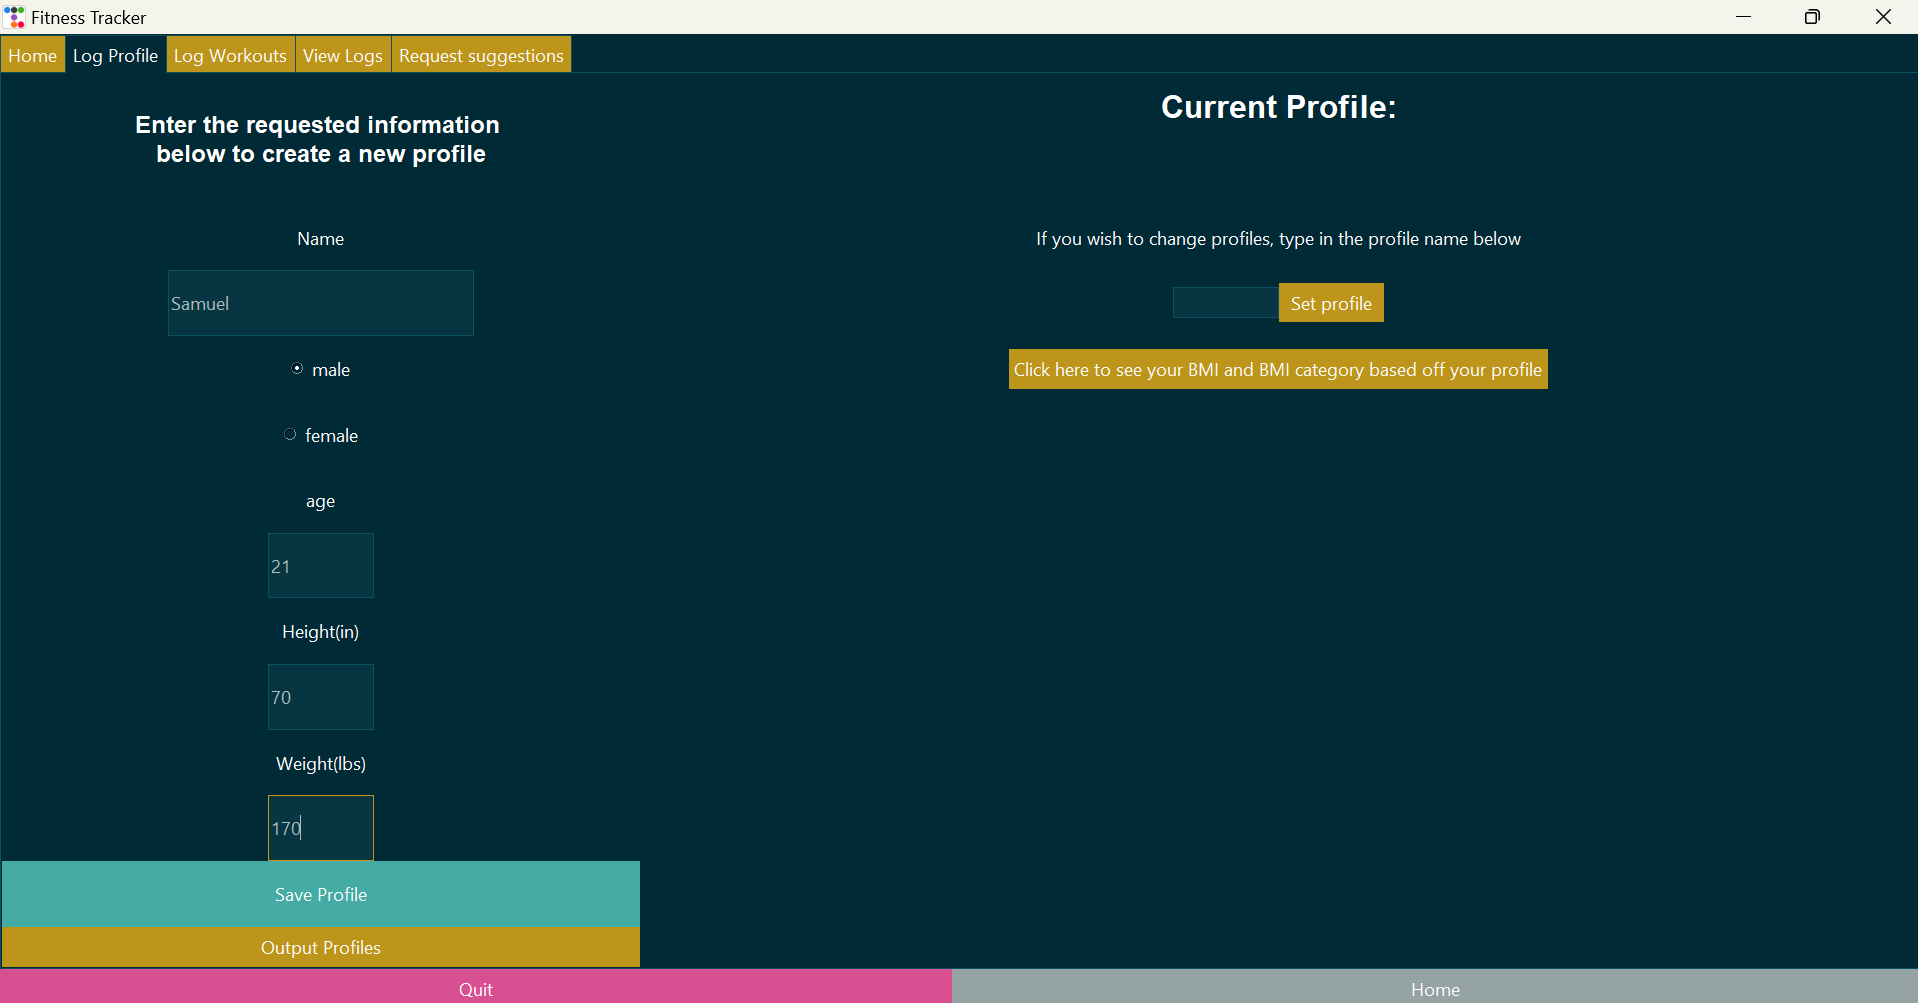 Fitness Tracker
Home
Log Profile
Log Workouts
View Logs
Request suggestions
Enter the requested information
below to create a new profile
Name
Samuel
male
female
age
21
Height(in)
70
Weight(lbs)
170
Save Profile
Output Profiles
Current Profile:
If you wish to change profiles, type in the profile name below
Set profile
Click here to see your BMI and BMI category based off your profile
Quit
Home